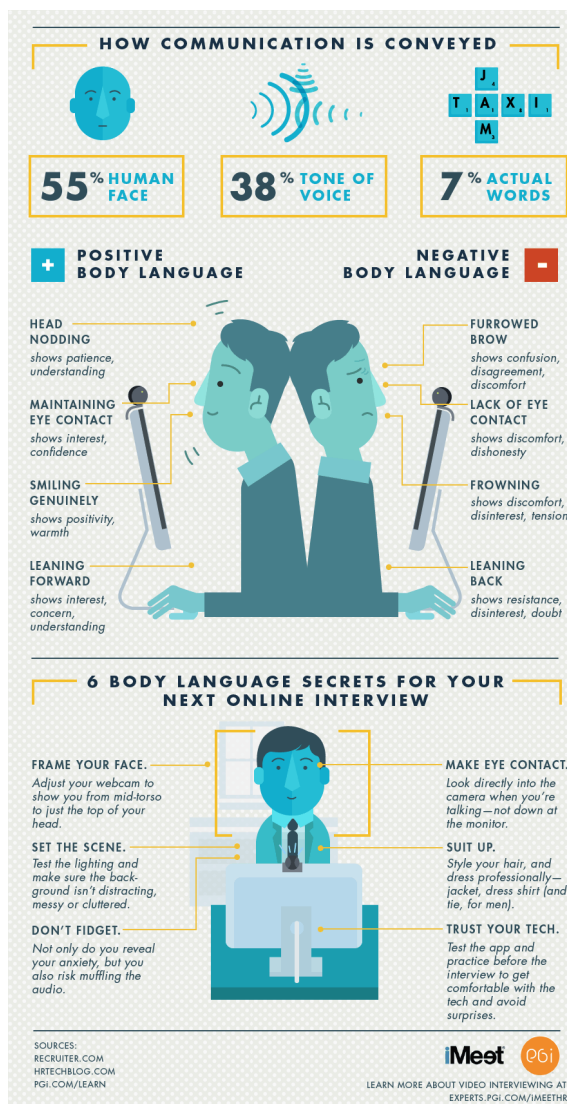 HOW COMMUNICATION IS CONVEYED
J
4
T
1
A
1
X
8
I
1
M
3
55% HUMAN
FACE
38% TONE OF
VOICE
7% ACTUAL
WORDS
+ POSITIVE
BODY LANGUAGE
NEGATIVE
BODY LANGUAGE -
HEAD
NODDING
shows patience,
understanding
MAINTAINING
EYE CONTACT
shows interest,
confidence
SMILING
GENUINELY
shows positivity,
warmth
LEANING
FORWARD
shows interest,
concern,
understanding
FURROWED
BROW
shows confusion,
disagreement,
discomfort
LACK OF EYE
CONTACT
shows discomfort,
dishonesty
FROWNING
shows discomfort,
disinterest, tension
LEANING
BACK
shows resistance,
disinterest, doubt
6 BODY LANGUAGE SECRETS FOR YOUR
NEXT ONLINE INTERVIEW
FRAME YOUR FACE.
Adjust your webcam to
show you from mid-torso
to just the top of your
head.
SET THE SCENE.
Test the lighting and
make sure the back-
ground isn't distracting,
messy or cluttered.
DON'T FIDGET.
Not only do you reveal
your anxiety, but you
also risk muffling the
audio.
MAKE EYE CONTACT.
Look directly into the
camera when you're
talking—not down at
the monitor.
SUIT UP.
Style your hair, and
dress professionally—
jacket, dress shirt (and
tie, for men).
TRUST YOUR TECH.
Test the app and
practice before the
interview to get
comfortable with the
tech and avoid
surprises.
SOURCES:
RECRUITER.COM
HRTECHBLOG.COM
PGI.COM/LEARN
iMeet
PGi
LEARN MORE ABOUT VIDEO INTERVIEWING AT
EXPERTS.PGI.COM/IMEETHR